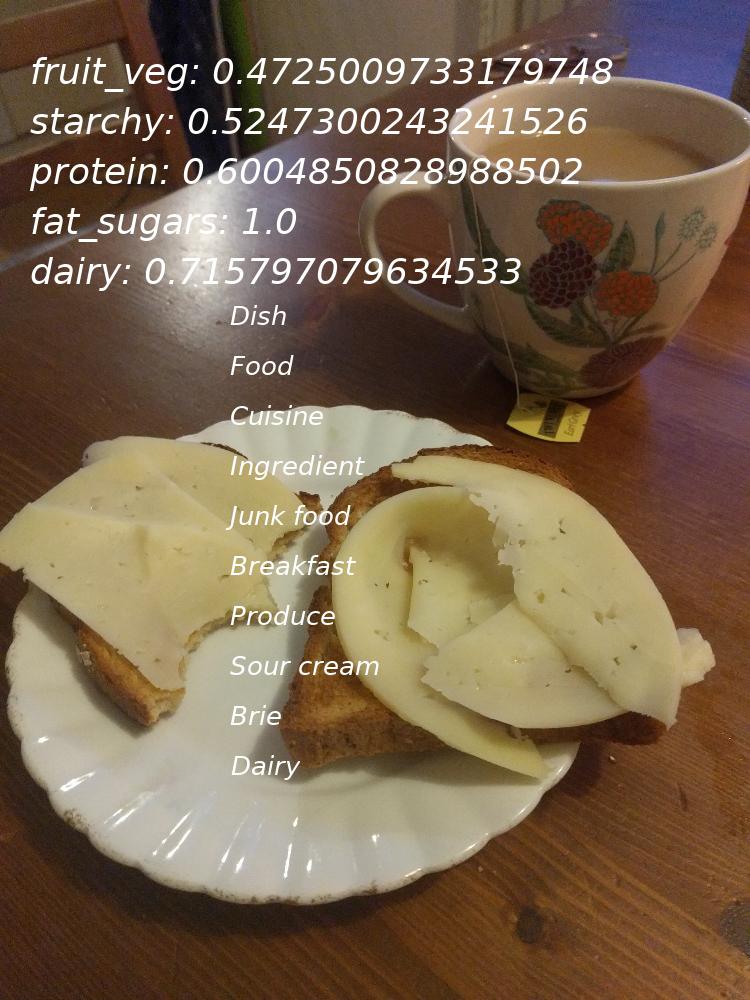 fruit_veg: 0.4725009733179748
starchy: 0.5247300243241526
protein: 0.6004850828988502
fat_sugars: 1.0
dairy: 0.715797079634533
Dish
Food
Cuisine
Ingredient
Junk food
Breakfast
Produce
Sour cream
Brie
Dairy